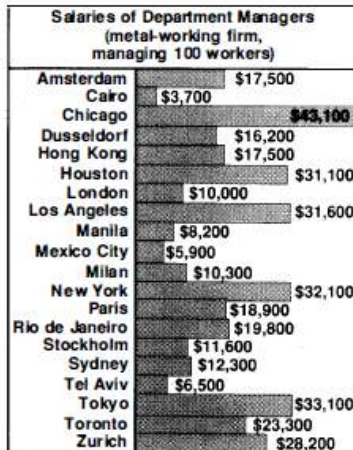 Salaries of Department Managers
(metal-working firm,
managing 100 workers)
Amsterdam $17,500
Cairo $3,700
Chicago $43,100
Dusseldorf $16,200
Hong Kong $17,500
Houston $31,100
London $10,000
Los Angeles $31,600
Manila $8,200
Mexico City $5,900
Milan $10,300
New York $32,100
Paris $18,900
Rio de Janeiro $19,800
Stockholm $11,600
Sydney $12,300
Tel Aviv $6,500
Tokyo $33,100
Toronto $23,300
Zurich $28,200